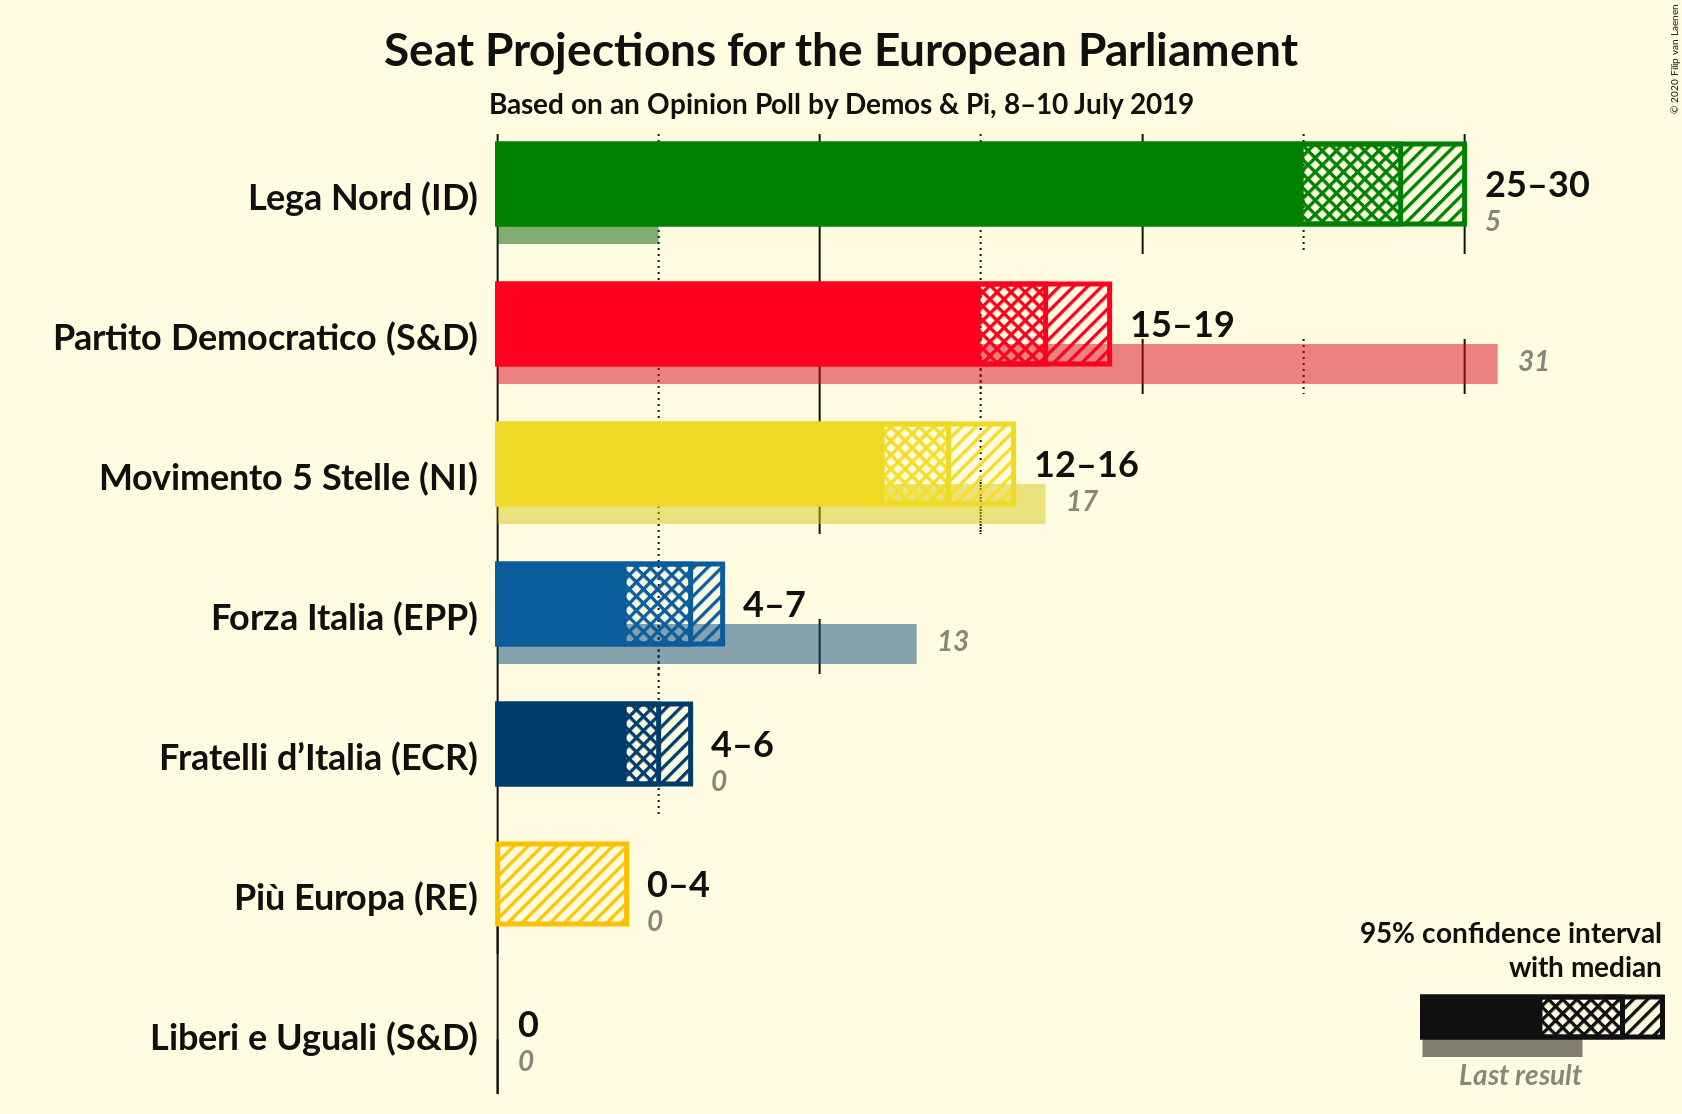 Seat Projections for the European Parliament
Based on an Opinion Poll by Demos & Pi, 8–10 July 2019
© 2020 Filip van Laenen
Lega Nord (ID)
25–30
5
Partito Democratico (S&D)
15–19
31
Movimento 5 Stelle (NI)
12–16
17
Forza Italia (EPP)
4–7
13
Fratelli d’Italia (ECR)
4–6
0
Più Europa (RE)
0–4
0
Liberi e Uguali (S&D)
0
0
95% confidence interval
with median
Last result